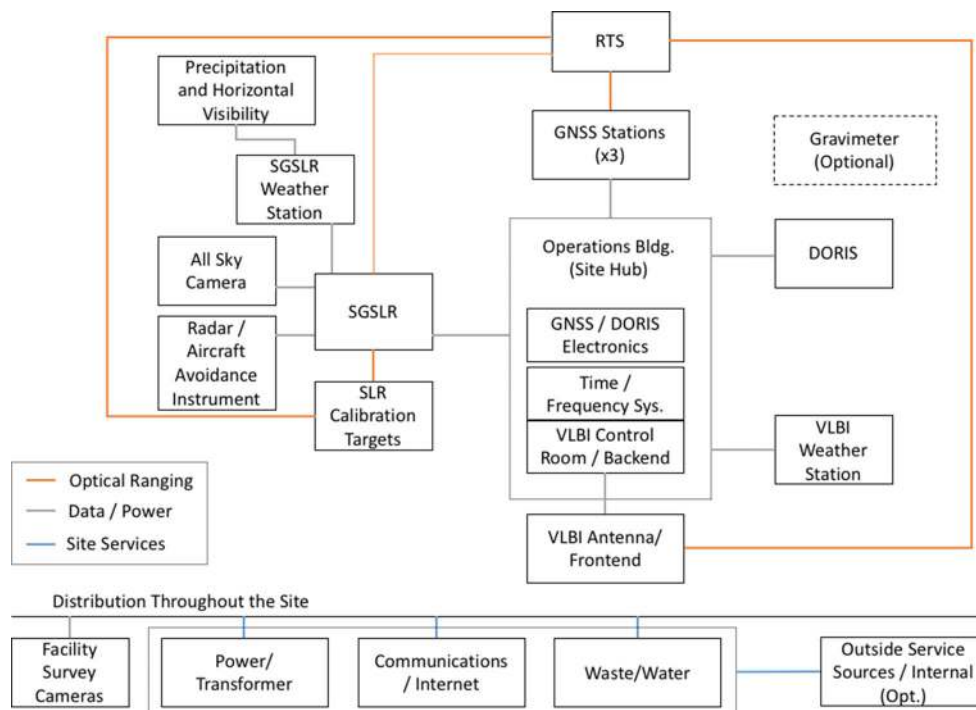 RTS
Precipitation
and Horizontal
Visibility
GNSS Stations
(x3)
Gravimeter
(Optional)
SGSLR
Weather
Station
Operations Bldg.
(Site Hub)
DORIS
All Sky
Camera
SGSLR
GNSS / DORIS
Electronics
Radar /
Aircraft
Avoidance
Instrument
Time /
Frequency Sys.
SLR
Calibration
Targets
VLBI Control
Room / Backend
VLBI
Weather
Station
Optical Ranging
Data / Power
Site Services
VLBI Antenna/
Frontend
Distribution Throughout the Site
Facility
Survey
Cameras
Power/
Transformer
Communications
/ Internet
Waste/Water
Outside Service
Sources / Internal
(Opt.)